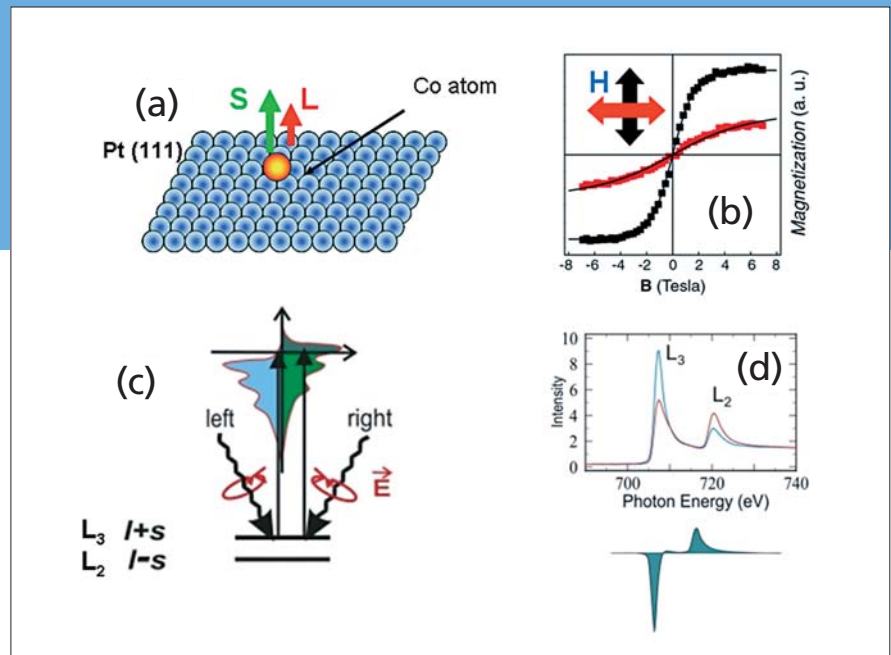 (a)
S L
Co atom
Pt (111)
H
(b)
Magnetization (a. u.)
-8 -6 -4 -2 0 2 4 6 8
B (Tesla)
(c)
left
right
E
L3 l+s
L2 l-s
(d)
10
8
6
4
2
0
Intensity
L3
L2
700 720 740
Photon Energy (eV)